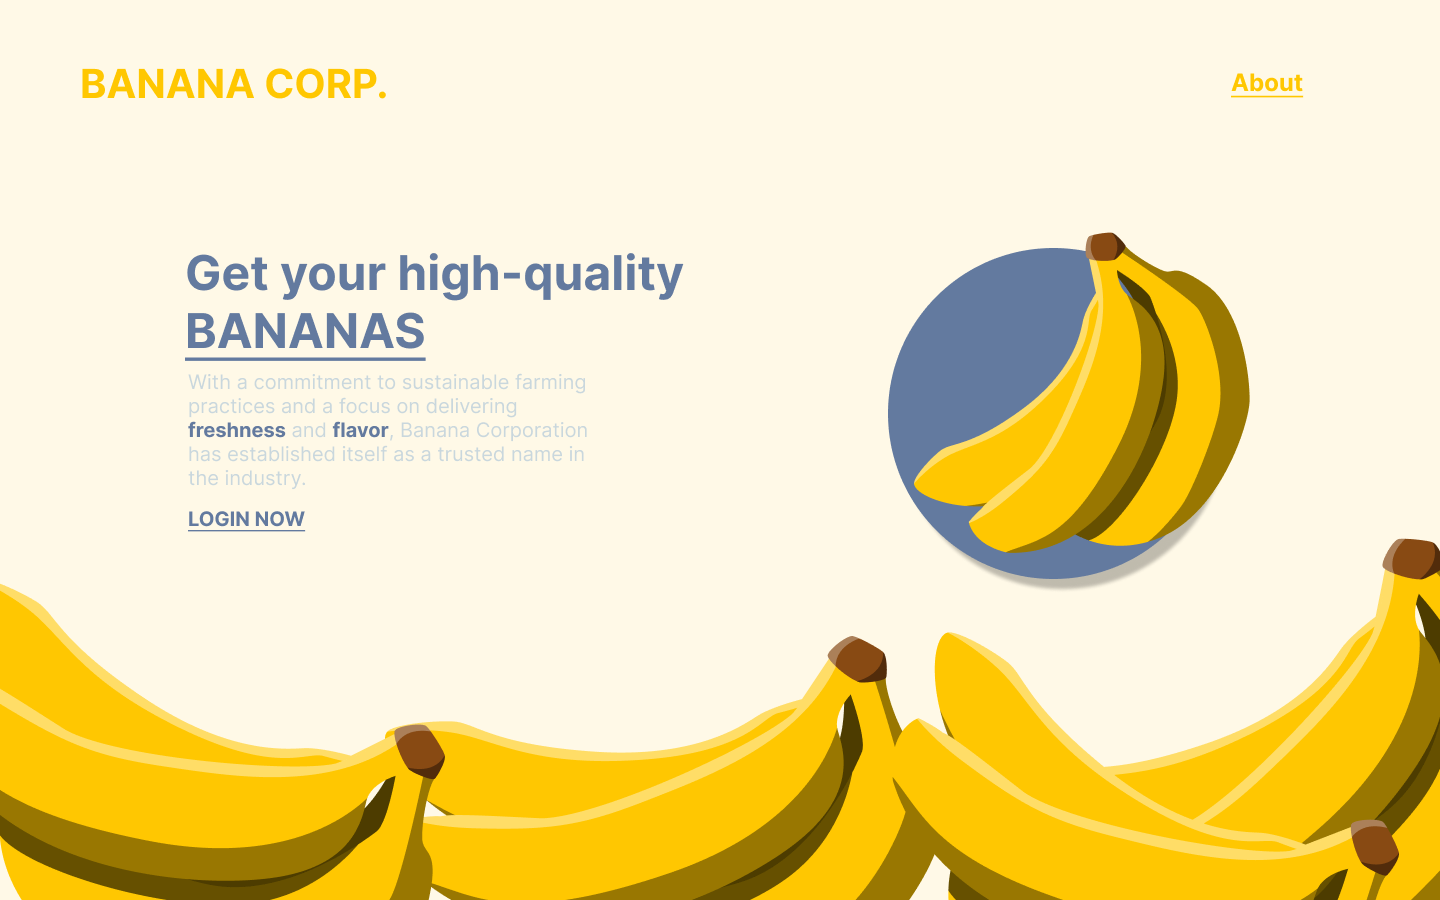 BANANA CORP.
About
Get your high-quality
BANANAS
With a commitment to sustainable farming
practices and a focus on delivering
freshness and flavor, Banana Corporation
has established itself as a trusted name in
the industry.
LOGIN NOW